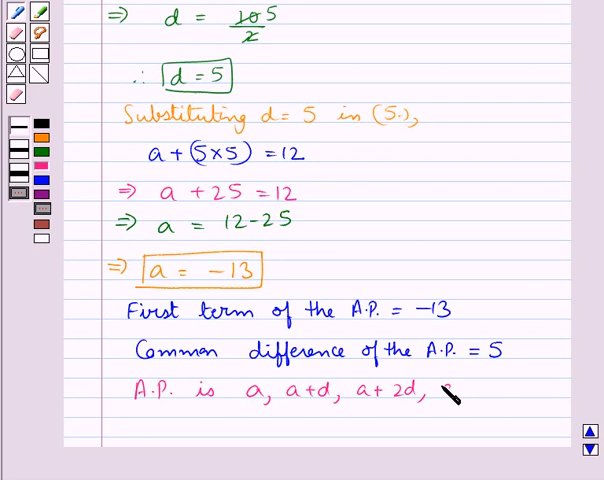 ⇒ d = 10 5 / 2
∴ d = 5
Substituting d = 5 in (5.),
a + (5 × 5) = 12
⇒ a + 25 = 12
⇒ a = 12 - 25
⇒ a = -13
First term of the A.P. = -13
Common difference of the A.P. = 5
A.P. is a, a+d, a+2d,